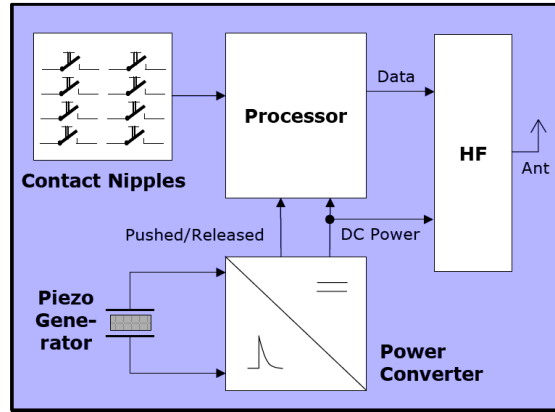 Data
Processor
HF
Contact Nipples
Ant
Pushed/Released
DC Power
Piezo
Gene-
rator
Power
Converter